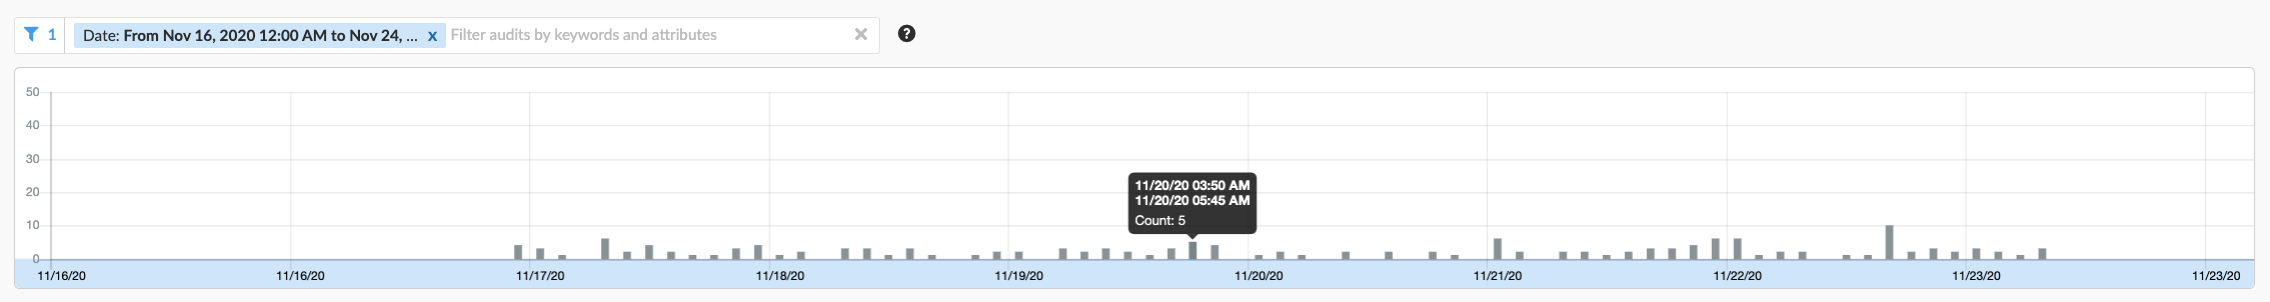 1 Date: From Nov 16, 2020 12:00 AM to Nov 24, ... x Filter audits by keywords and attributes × ?
50
40
30
20
10
0
11/20/20 03:50 AM
11/20/20 05:45 AM
Count: 5
11/16/20 11/16/20 11/17/20 11/18/20 11/19/20 11/20/20 11/21/20 11/22/20 11/23/20 11/23/20